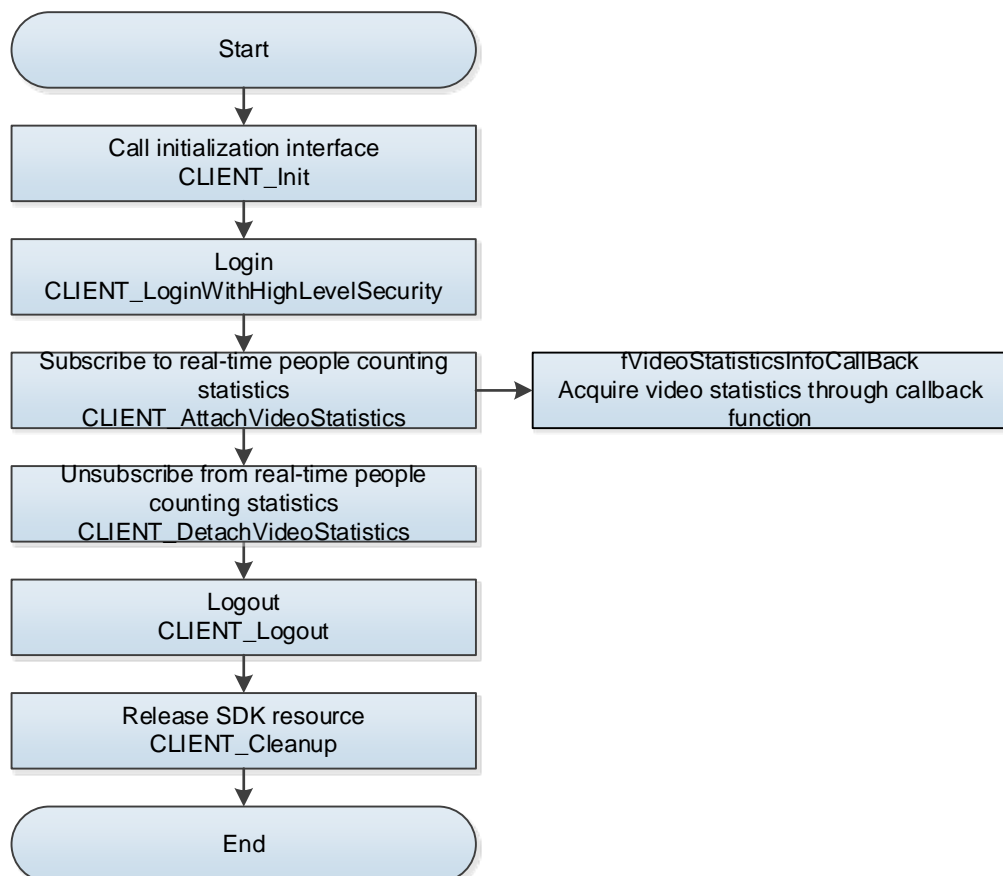 Start
Call initialization interface
CLIENT_Init
Login
CLIENT_LoginWithHighLevelSecurity
Subscribe to real-time people counting
statistics
CLIENT_AttachVideoStatistics
fVideoStatisticsInfoCallBack
Acquire video statistics through callback
function
Unsubscribe from real-time people
counting statistics
CLIENT_DetachVideoStatistics
Logout
CLIENT_Logout
Release SDK resource
CLIENT_Cleanup
End